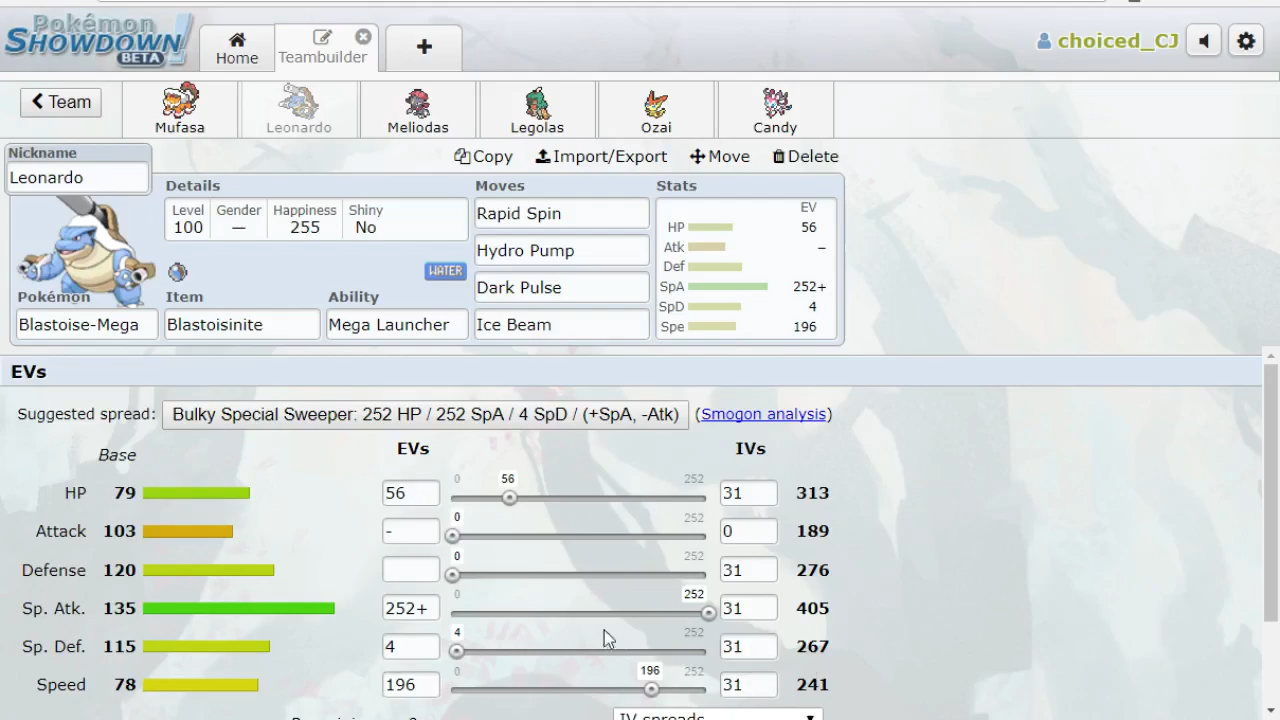 Pokémon
SHOWDOWN!
BETA
Home
Teambuilder
choiced_CJ
Team
Mufasa
Leonardo
Meliodas
Legolas
Ozai
Candy
Copy
Import/Export
Move
Delete
Nickname
Leonardo
Details
Moves
Stats
Level
Gender
Happiness
Shiny
100
—
255
No
WATER
Pokémon
Item
Ability
Blastoise-Mega
Blastoisinite
Mega Launcher
Rapid Spin
Hydro Pump
Dark Pulse
Ice Beam
EV
HP 56
Atk –
Def
SpA 252+
SpD 4
Spe 196
EVs
Suggested spread: Bulky Special Sweeper: 252 HP / 252 SpA / 4 SpD / (+SpA, -Atk) (Smogon analysis)
Base EVs IVs
0 56 252
HP 79 56 31 313
0 252
Attack 103 - 0 189
0 252
Defense 120 31 276
0 252
Sp. Atk. 135 252+ 31 405
4 252
Sp. Def. 115 4 31 267
0 196 252
Speed 78 196 31 241
IV spreads